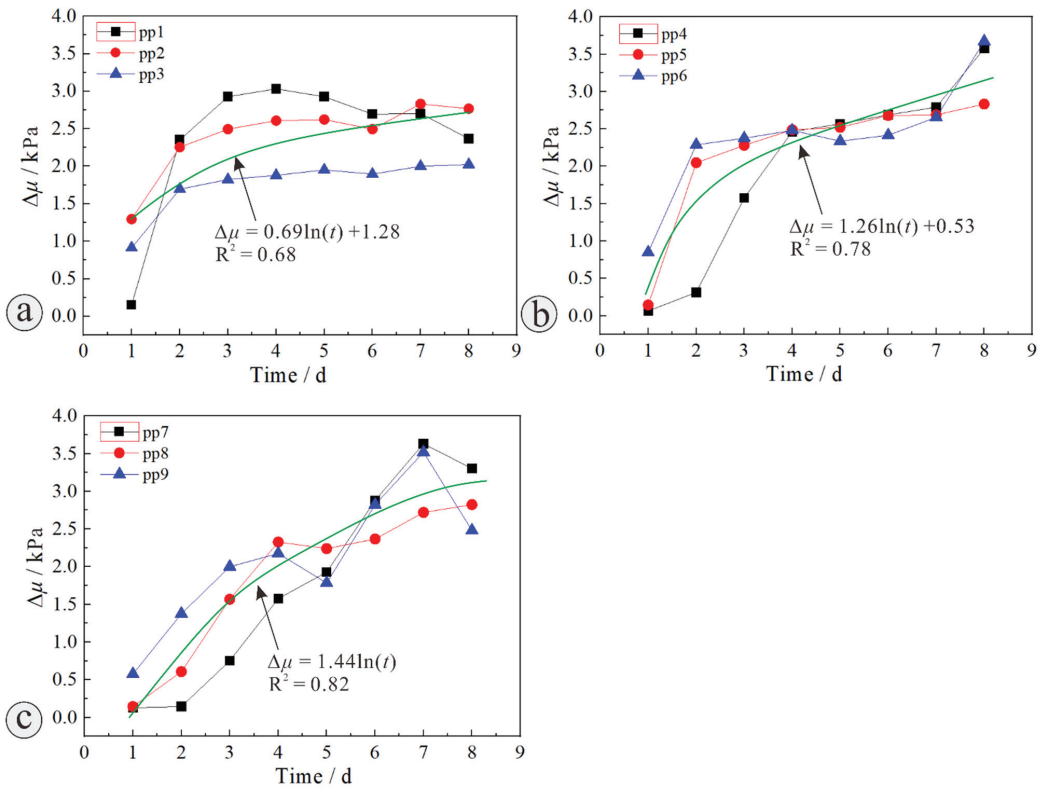 4.0
3.5
3.0
2.5
2.0
1.5
1.0
0.5
0.0
Δμ / kPa
pp1
pp2
pp3
Δμ = 0.69ln(t) +1.28
R² = 0.68
0 1 2 3 4 5 6 7 8 9
Time / d
a
4.0
3.5
3.0
2.5
2.0
1.5
1.0
0.5
0.0
Δμ / kPa
pp4
pp5
pp6
Δμ = 1.26ln(t) +0.53
R² = 0.78
0 1 2 3 4 5 6 7 8 9
Time / d
b
4.0
3.5
3.0
2.5
2.0
1.5
1.0
0.5
0.0
Δμ / kPa
pp7
pp8
pp9
Δμ = 1.44ln(t)
R² = 0.82
0 1 2 3 4 5 6 7 8 9
Time / d
c